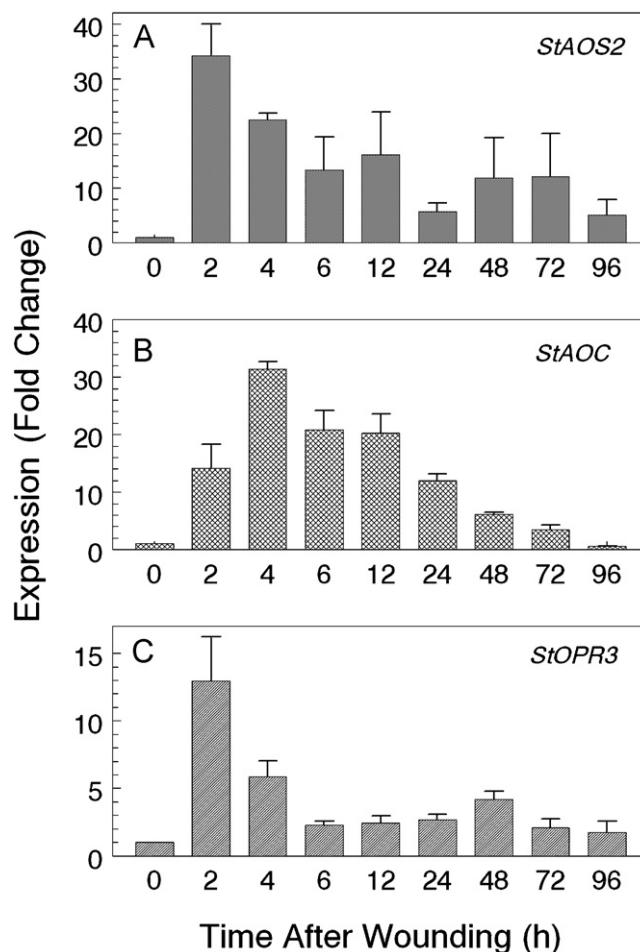 A
StAOS2
40
30
20
10
0
0 2 4 6 12 24 48 72 96
B
StAOC
40
30
20
10
0
0 2 4 6 12 24 48 72 96
C
StOPR3
15
10
5
0
0 2 4 6 12 24 48 72 96
Expression (Fold Change)
Time After Wounding (h)